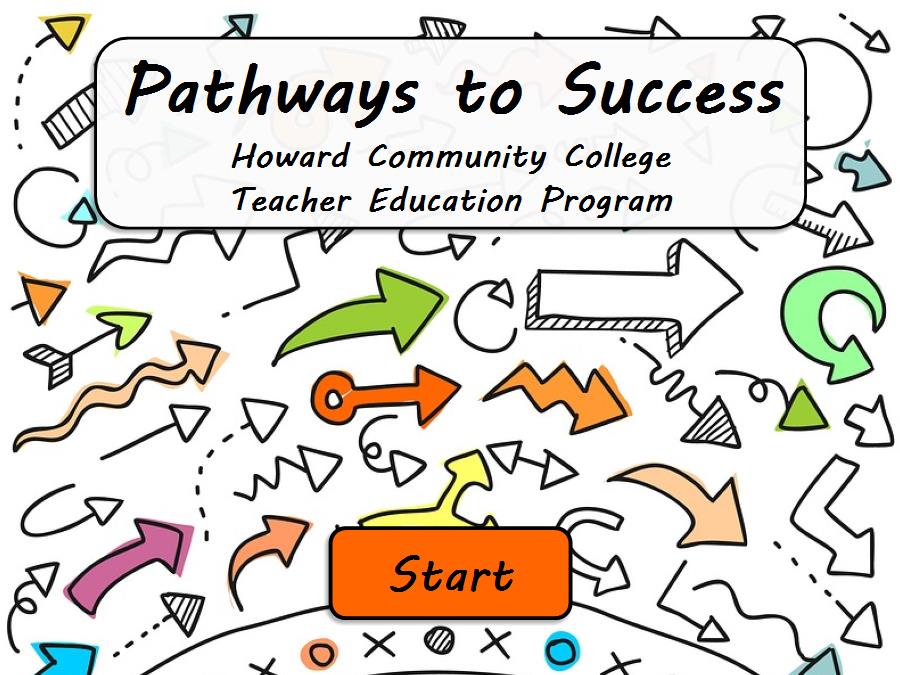 Pathways to Success
Howard Community College
Teacher Education Program
Start